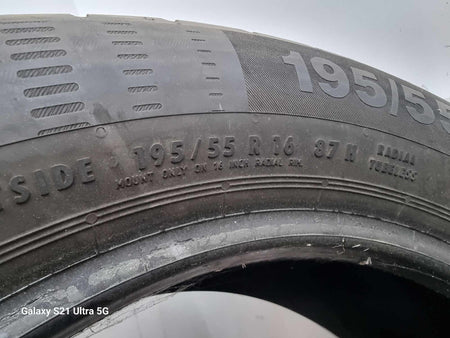 195/55
TSIDE · 195/55 R 16 87 H RADIAL
TUBELESS
MOUNT ONLY ON 16 INCH RADIAL RIM
Galaxy S21 Ultra 5G